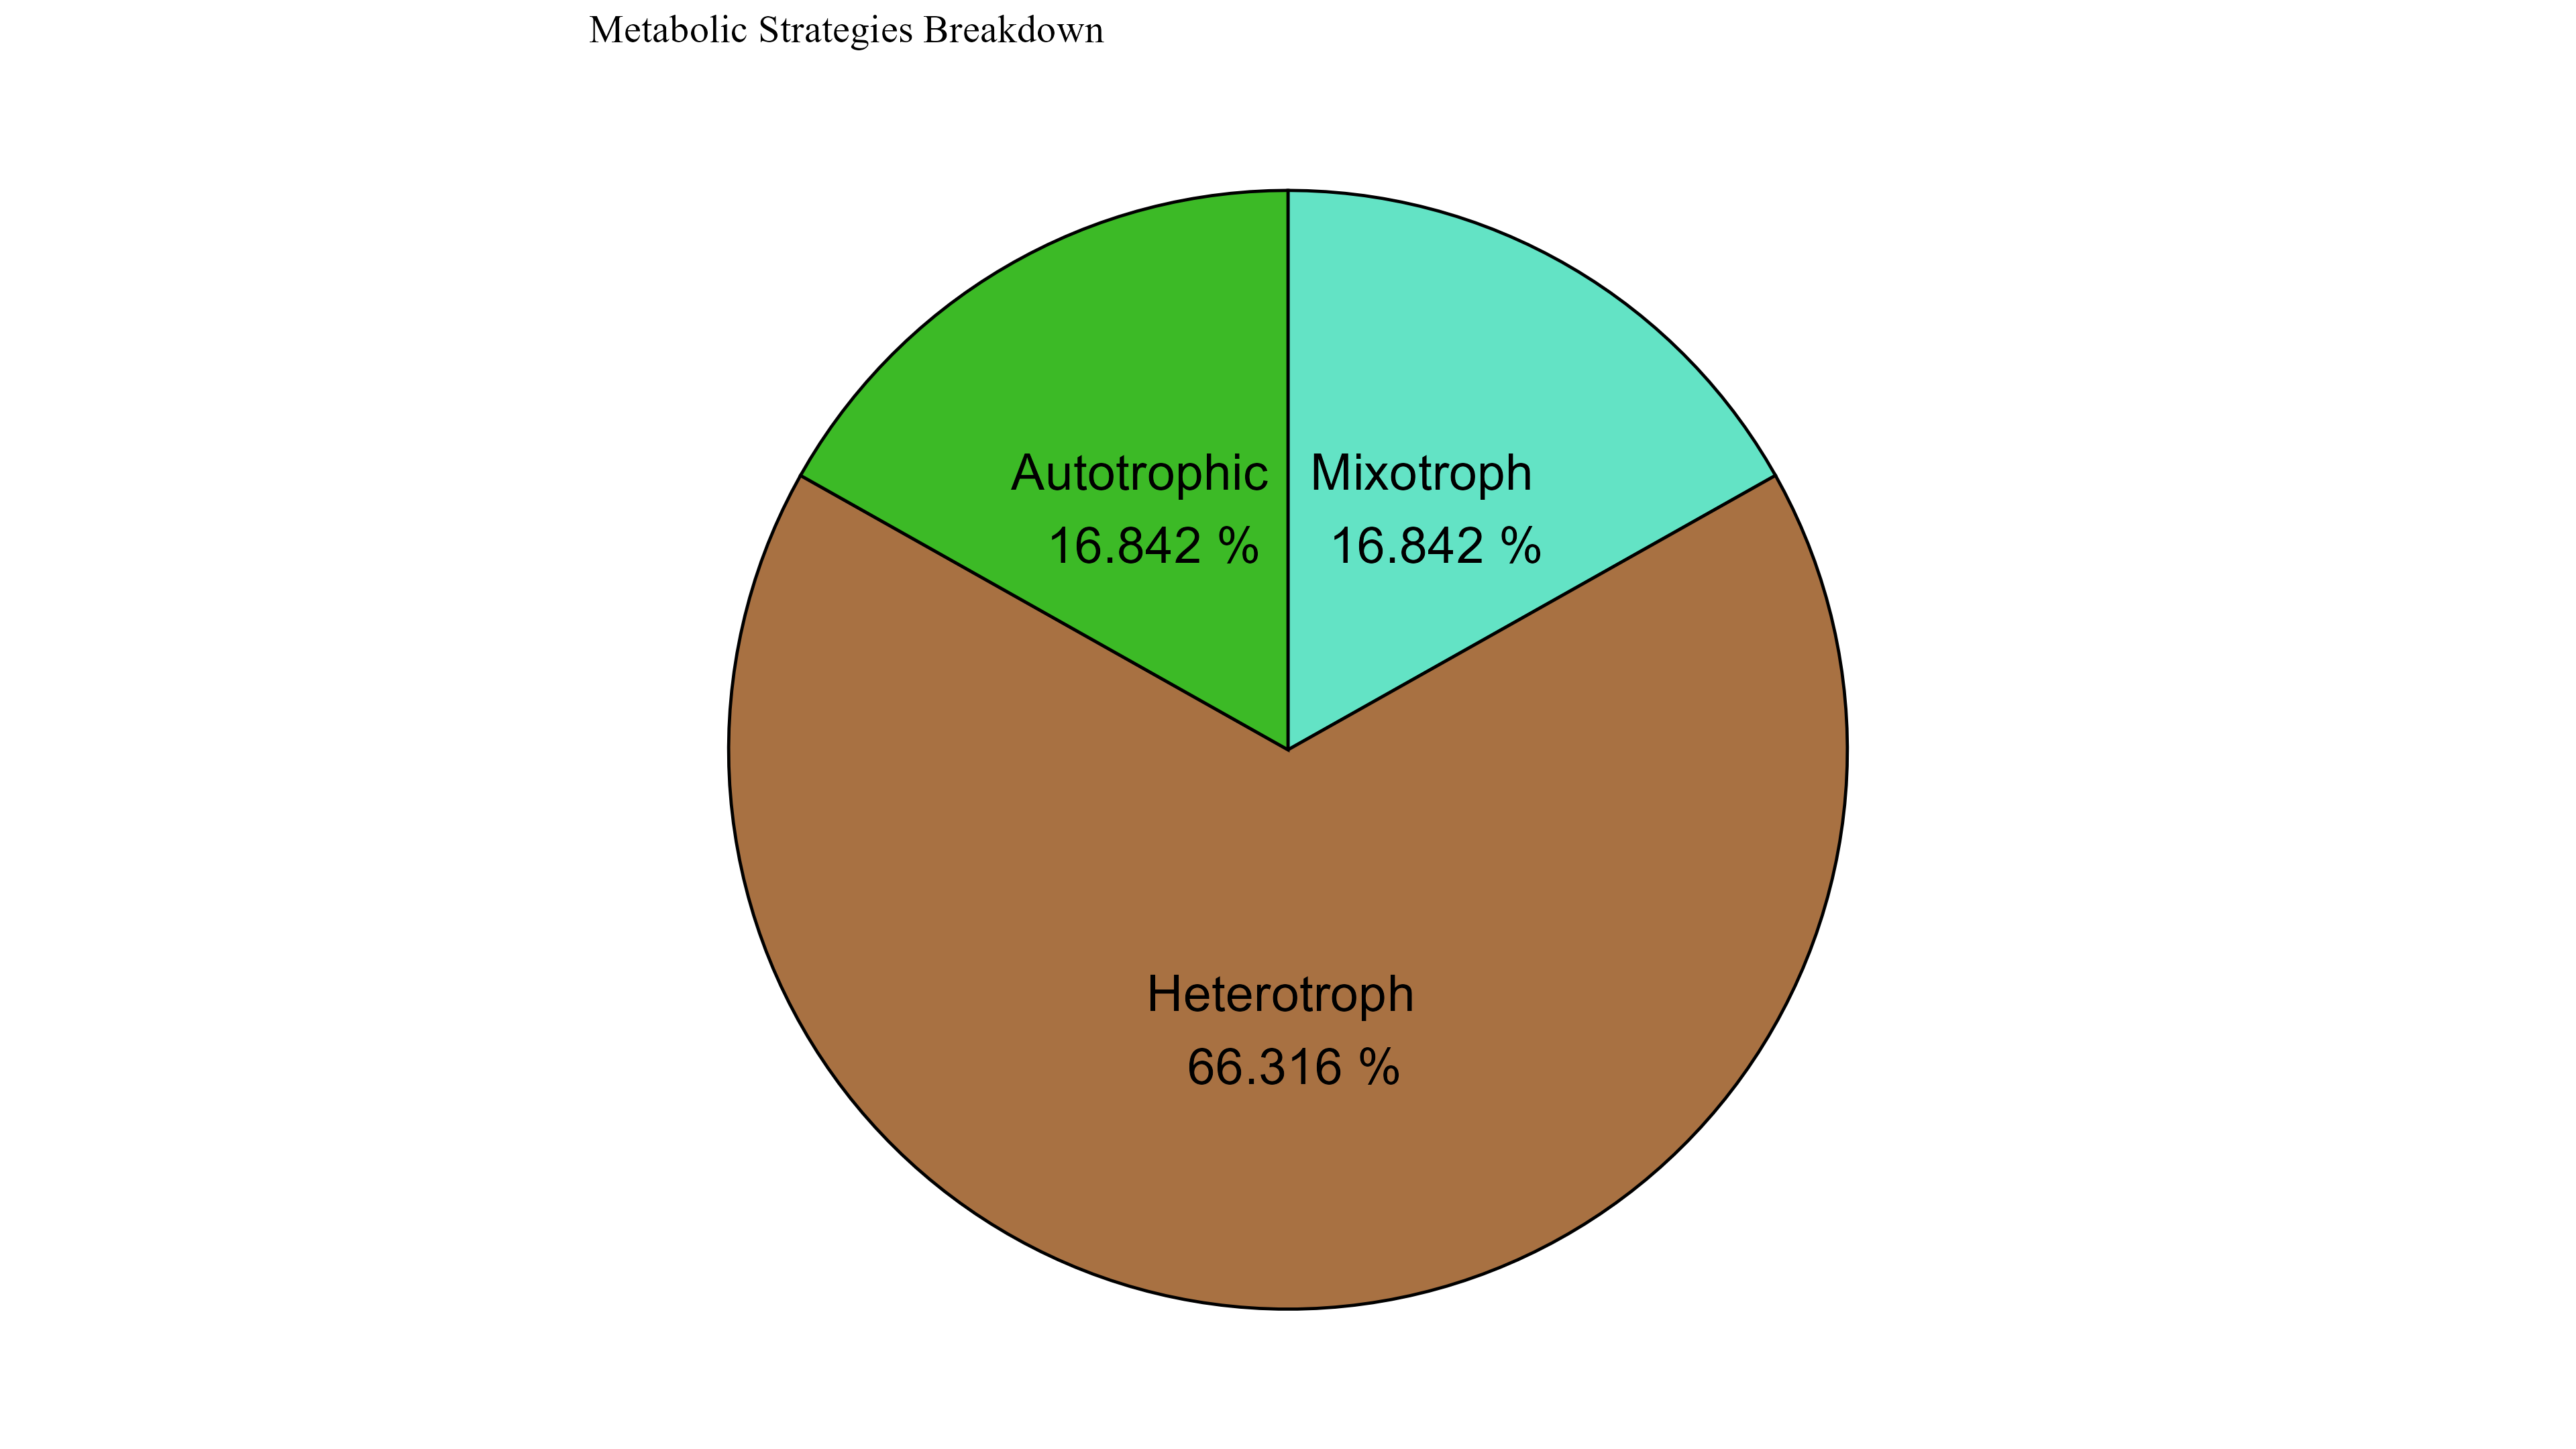 Metabolic Strategies Breakdown
Autotrophic
16.842 %
Mixotroph
16.842 %
Heterotroph
66.316 %